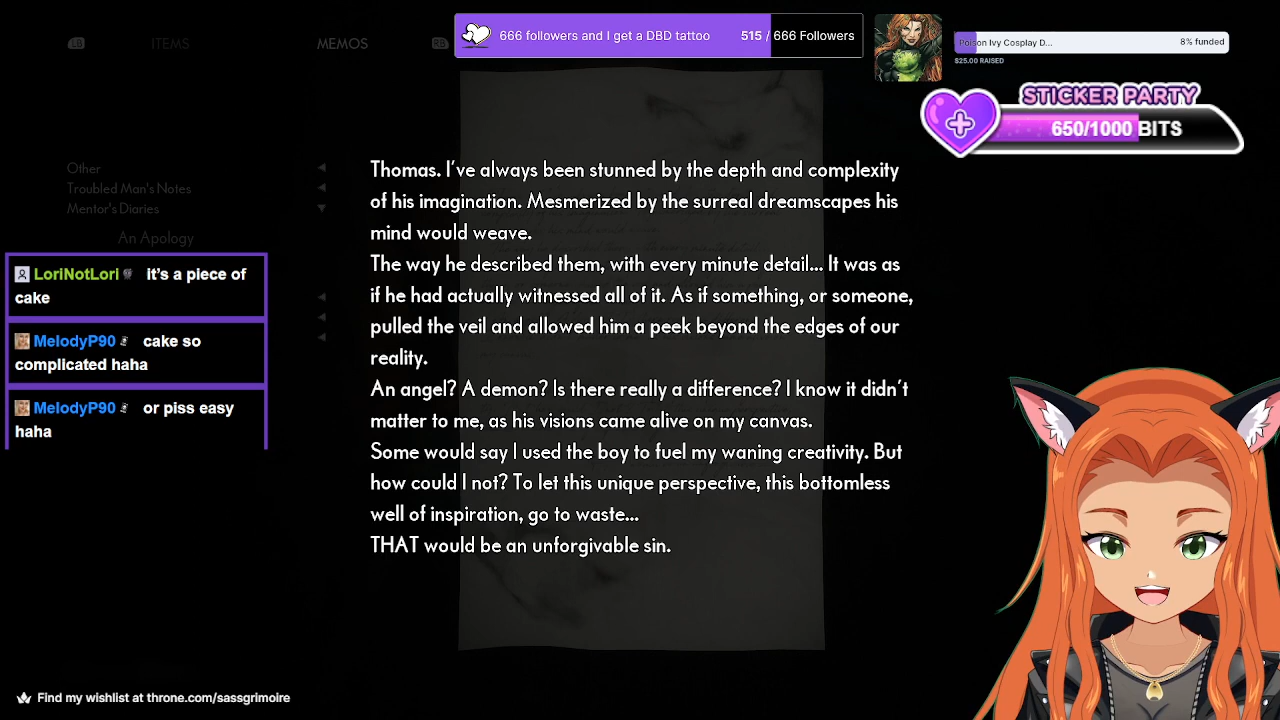 LB
ITEMS
MEMOS
RB
666 followers and I get a DBD tattoo
515 / 666 Followers
Poison Ivy Cosplay D...
8% funded
$25.00 RAISED
STICKER PARTY
650/1000 BITS
Other
Troubled Man's Notes
Mentor's Diaries
An Apology
LoriNotLori it's a piece of
cake
MelodyP90 cake so
complicated haha
MelodyP90 or piss easy
haha
Thomas. I've always been stunned by the depth and complexity
of his imagination. Mesmerized by the surreal dreamscapes his
mind would weave.
The way he described them, with every minute detail... It was as
if he had actually witnessed all of it. As if something, or someone,
pulled the veil and allowed him a peek beyond the edges of our
reality.
An angel? A demon? Is there really a difference? I know it didn't
matter to me, as his visions came alive on my canvas.
Some would say I used the boy to fuel my waning creativity. But
how could I not? To let this unique perspective, this bottomless
well of inspiration, go to waste...
THAT would be an unforgivable sin.
Find my wishlist at throne.com/sassgrimoire